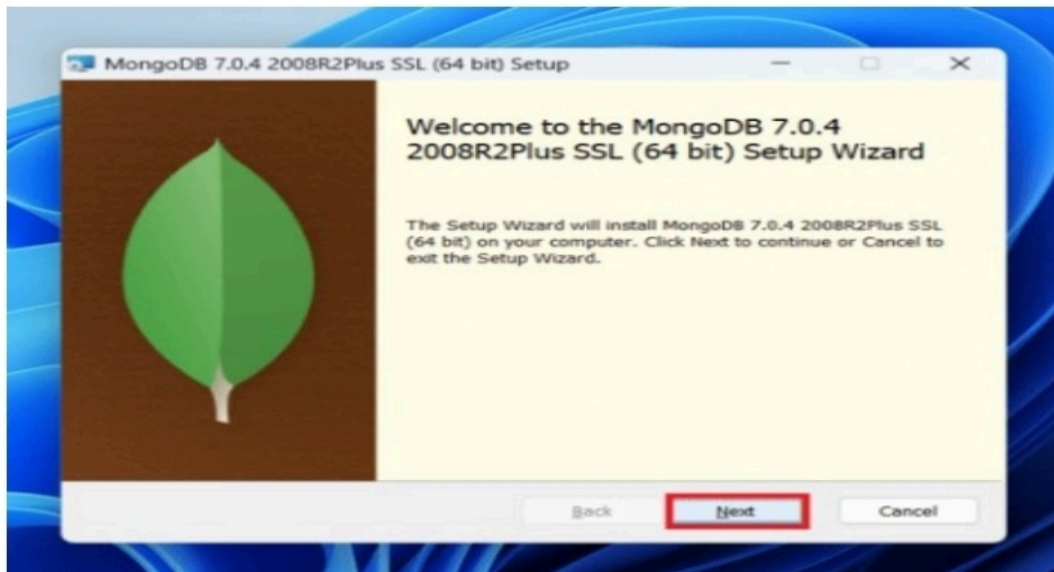 MongoDB 7.0.4 2008R2Plus SSL (64 bit) Setup
Welcome to the MongoDB 7.0.4
2008R2Plus SSL (64 bit) Setup Wizard
The Setup Wizard will install MongoDB 7.0.4 2008R2Plus SSL
(64 bit) on your computer. Click Next to continue or Cancel to
exit the Setup Wizard.
Back Next Cancel